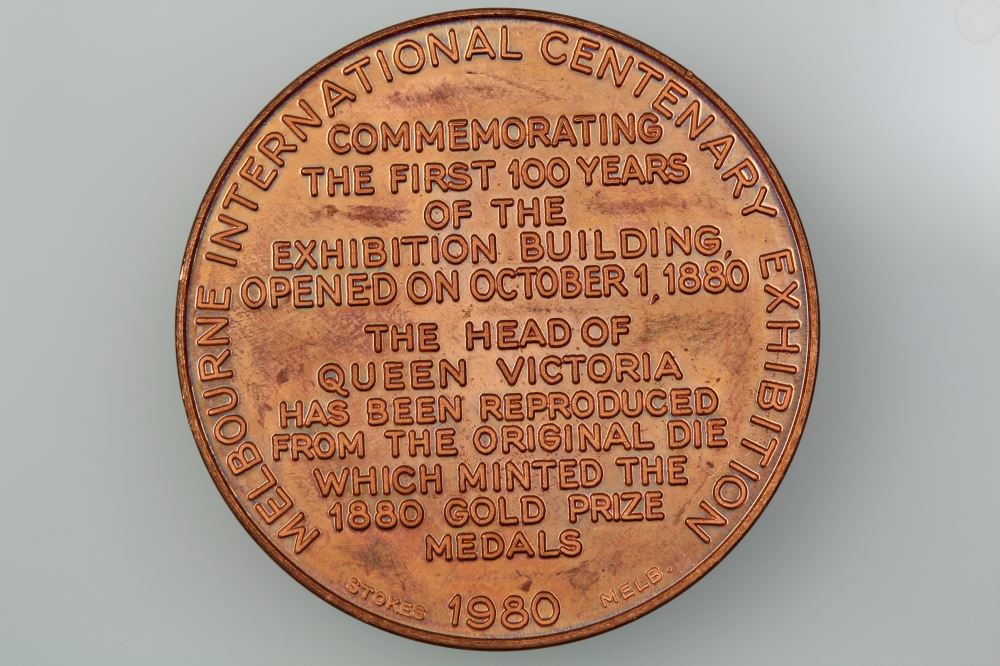 MELBOURNE INTERNATIONAL CENTENARY EXHIBITION
COMMEMORATING
THE FIRST 100 YEARS
OF THE
EXHIBITION BUILDING,
OPENED ON OCTOBER 1, 1880
THE HEAD OF
QUEEN VICTORIA
HAS BEEN REPRODUCED
FROM THE ORIGINAL DIE
WHICH MINTED THE
1880 GOLD PRIZE
MEDALS
STOKES 1980 MELB.